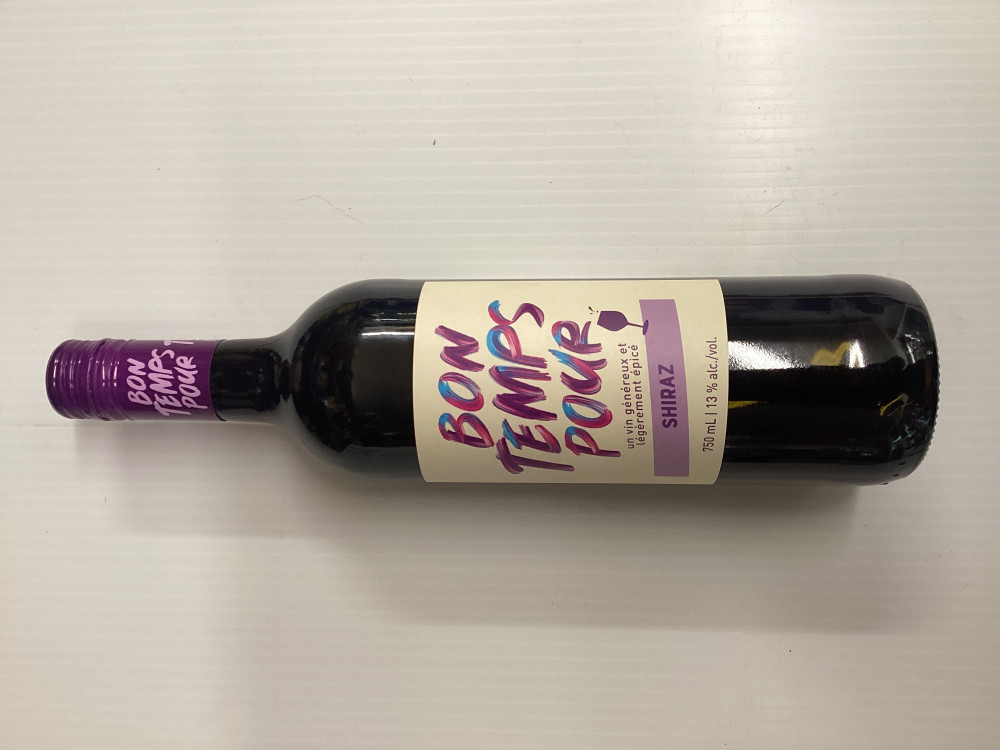 BON
TEMPS
POUR
BON
TEMPS
POUR
un vin généreux et
légèrement épicé
SHIRAZ
750 mL | 13 % alc./vol.